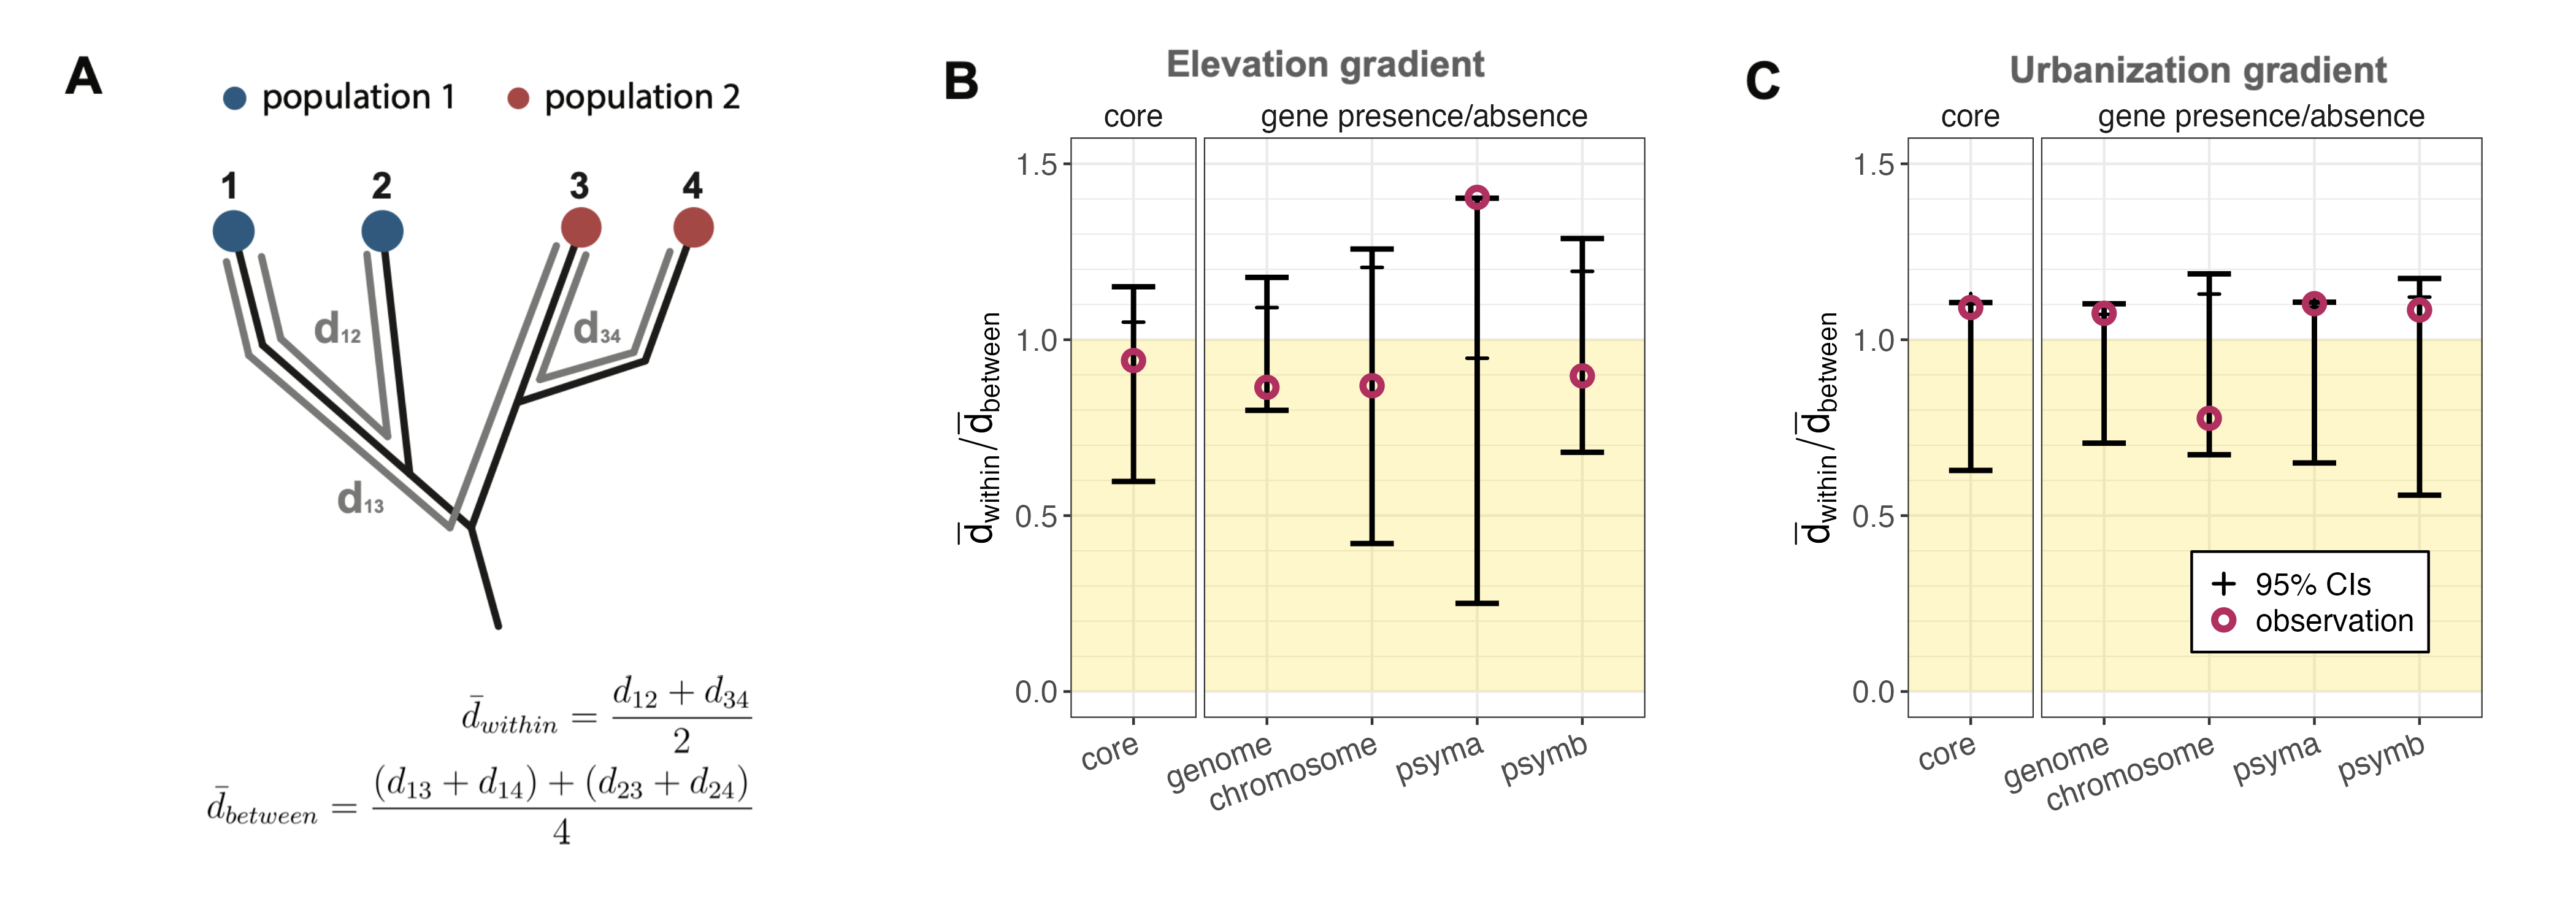 A
population 1
population 2
1 2 3 4
d12
d34
d13
d̄within = (d12 + d34) / 2
d̄between = ((d13 + d14) + (d23 + d24)) / 4
B
Elevation gradient
core
gene presence/absence
1.5
1.0
0.5
0.0
d̄within/d̄between
core
genome
chromosome
psyma
psymb
C
Urbanization gradient
core
gene presence/absence
1.5
1.0
0.5
0.0
d̄within/d̄between
95% CIs
observation
core
genome
chromosome
psyma
psymb